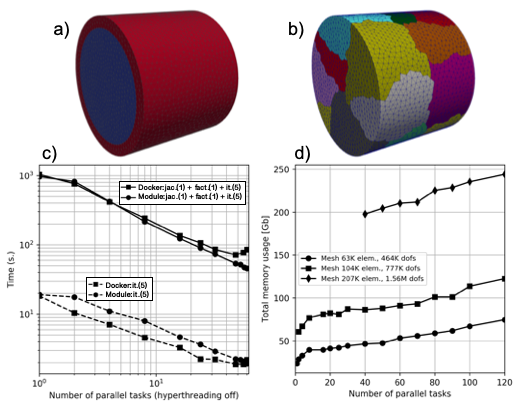 a)
b)
c)
d)
10³
10²
10¹
Time (s.)
Docker:jac.(1) + fact.(1) + it.(5)
Module:jac.(1) + fact.(1) + it.(5)
Docker:it.(5)
Module:it.(5)
10⁰
10¹
Number of parallel tasks (hyperthreading off)
250
200
150
100
50
0
Total memory usage [Gb]
Mesh 63K elem., 464K dofs
Mesh 104K elem., 777K dofs
Mesh 207K elem., 1.56M dofs
0 20 40 60 80 100 120
Number of parallel tasks